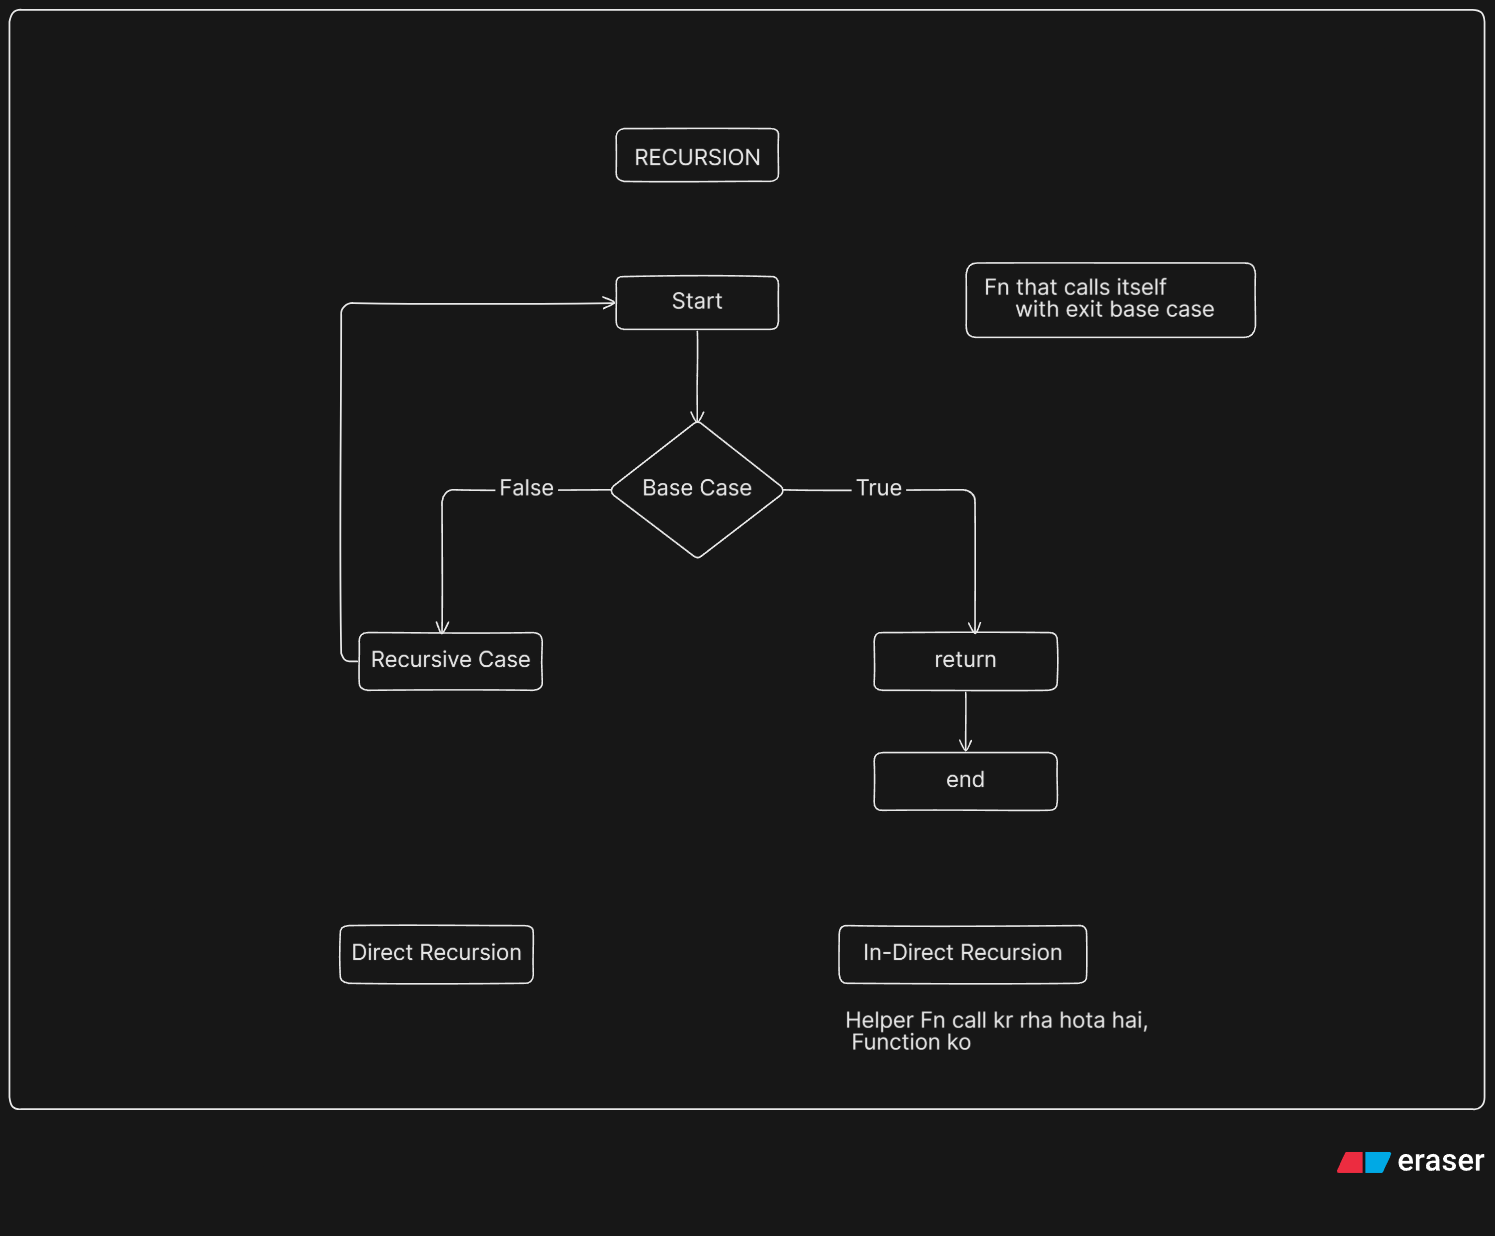 RECURSION
Start
Fn that calls itself
with exit base case
False
Base Case
True
Recursive Case
return
end
Direct Recursion
In-Direct Recursion
Helper Fn call kr rha hota hai,
Function ko
eraser